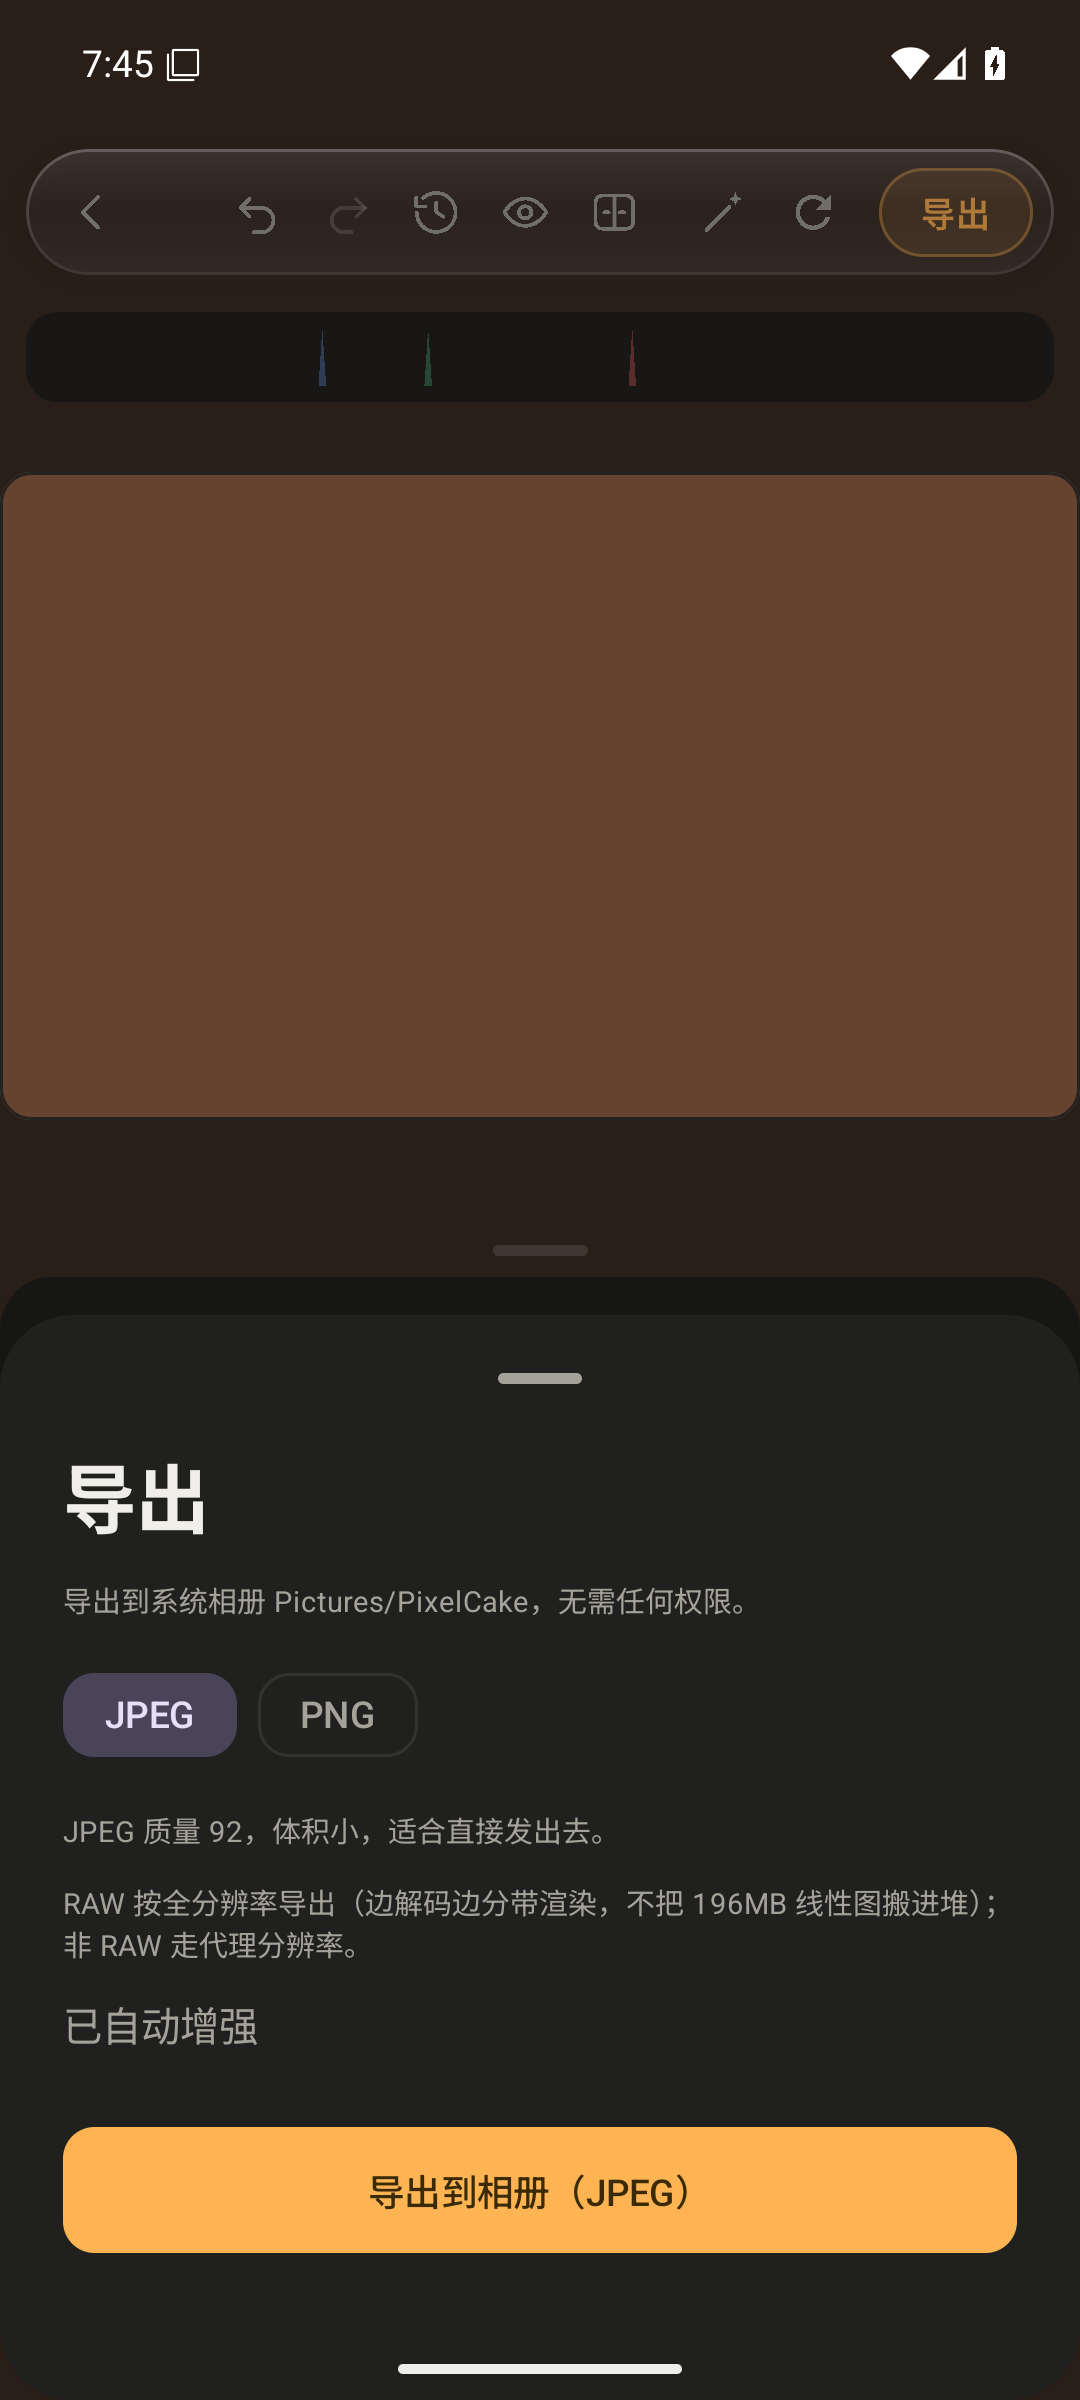 7:45
导出
导出
导出到系统相册 Pictures/PixelCake，无需任何权限。
JPEG
PNG
JPEG 质量 92，体积小，适合直接发出去。
RAW 按全分辨率导出（边解码边分带渲染，不把 196MB 线性图搬进堆）；
非 RAW 走代理分辨率。
已自动增强
导出到相册（JPEG）